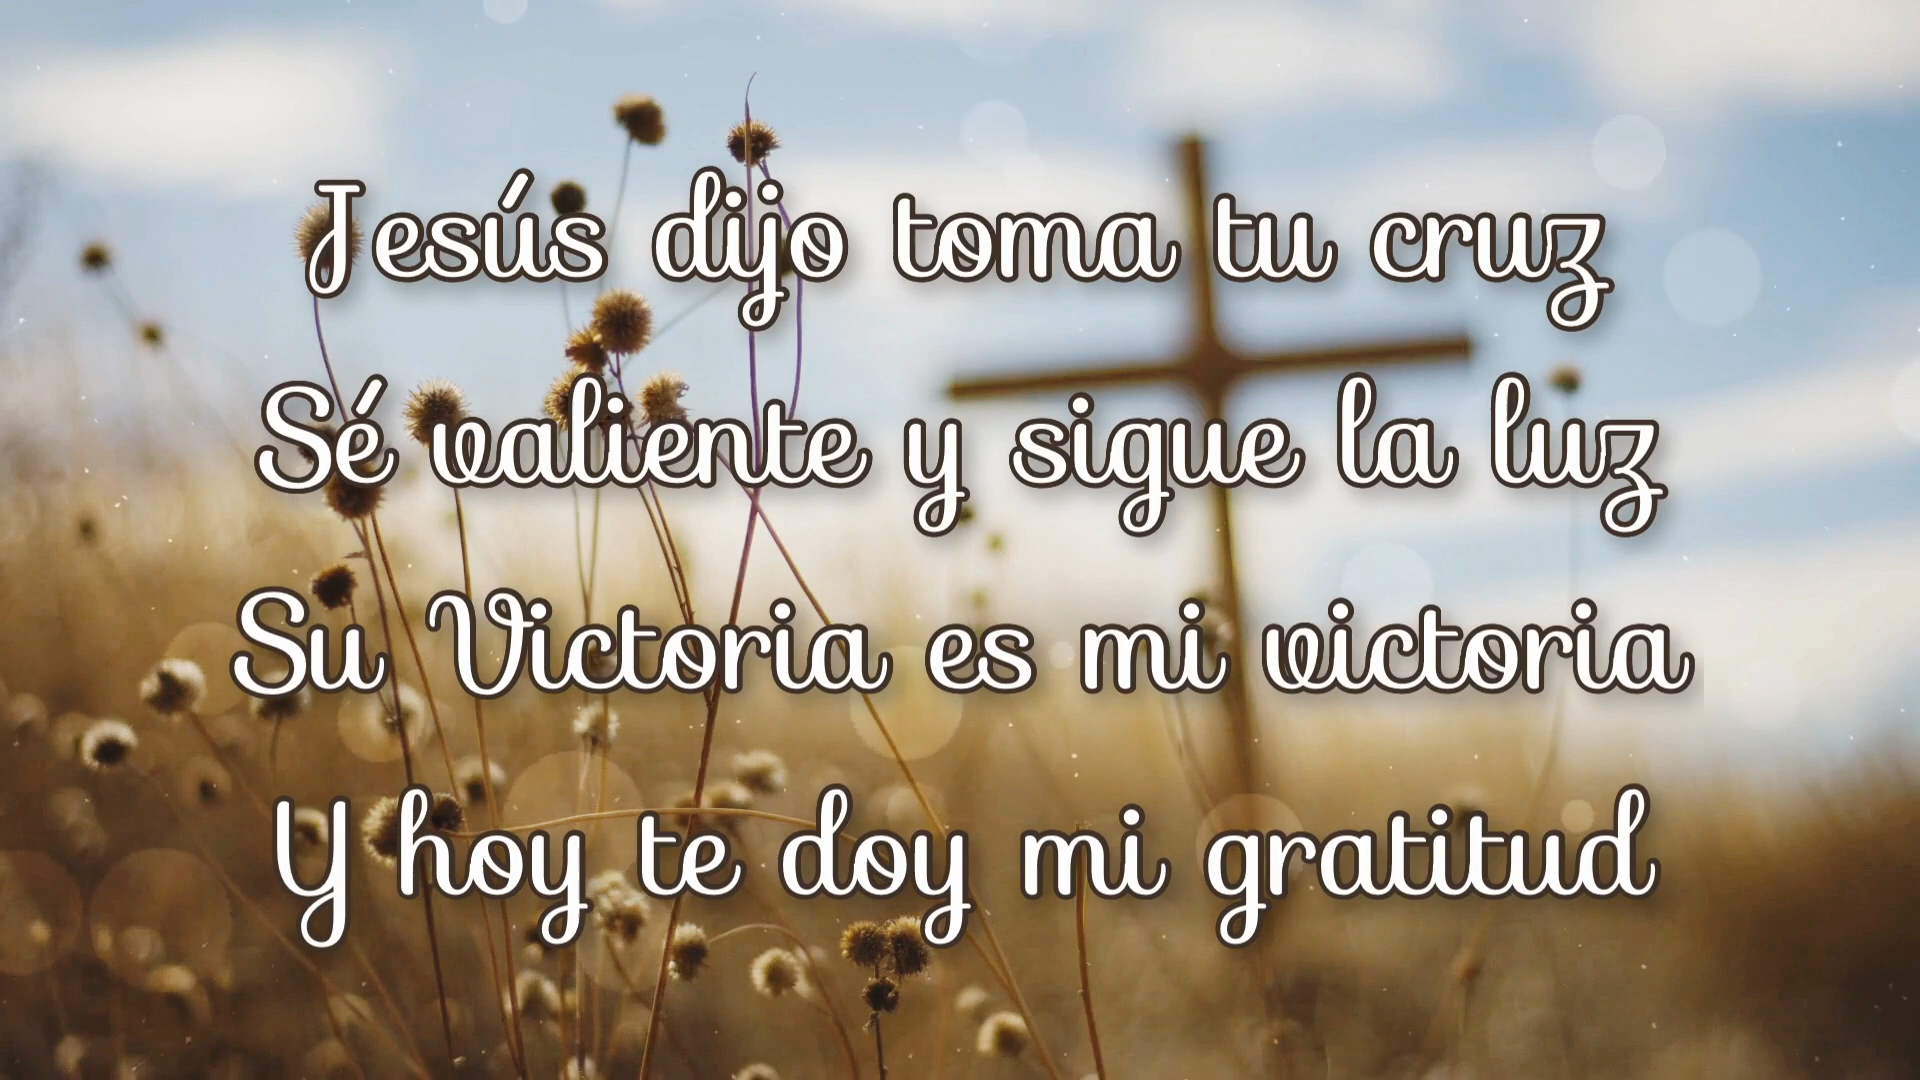 Jesús dijo toma tu cruz
Sé valiente y sigue la luz
Su Victoria es mi victoria
Y hoy te doy mi gratitud